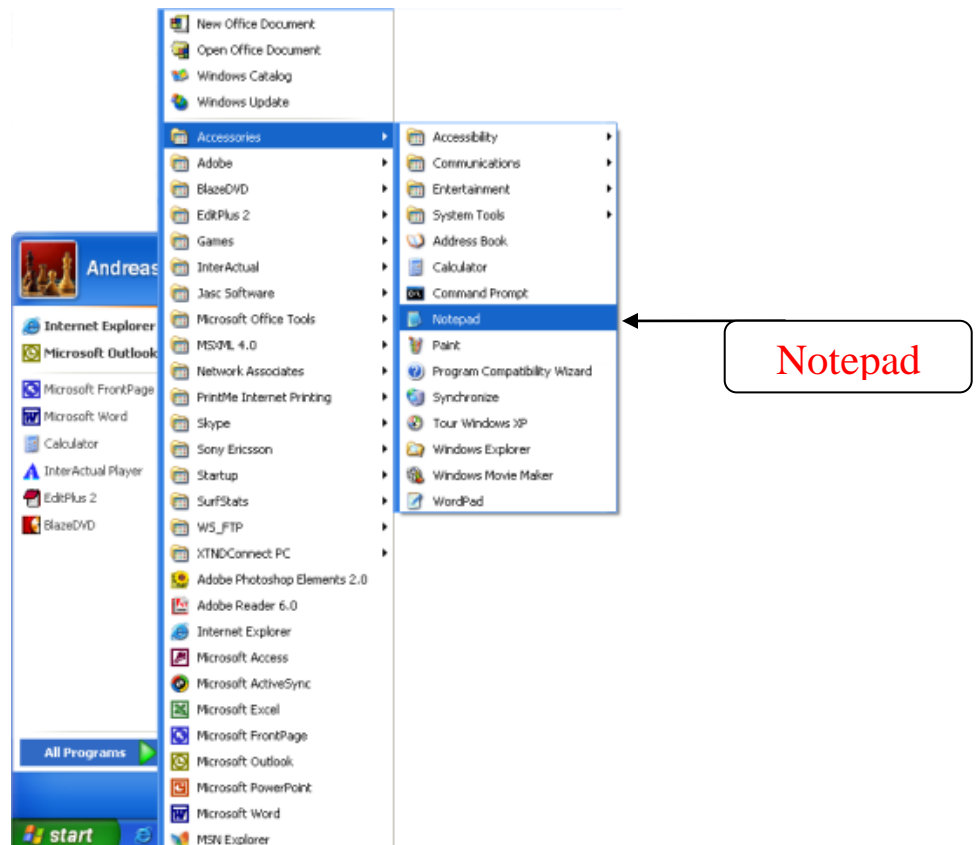 New Office Document
Open Office Document
Windows Catalog
Windows Update
Accessories
Adobe
BlazeDVD
EditPlus 2
Games
InterActual
Jasc Software
Microsoft Office Tools
MSXML 4.0
Network Associates
PrintMe Internet Printing
Skype
Sony Ericsson
Startup
SurfStats
WS_FTP
XTNDConnect PC
Adobe Photoshop Elements 2.0
Adobe Reader 6.0
Internet Explorer
Microsoft Access
Microsoft ActiveSync
Microsoft Excel
Microsoft FrontPage
Microsoft Outlook
Microsoft PowerPoint
Microsoft Word
MSN Explorer
Accessibility
Communications
Entertainment
System Tools
Address Book
Calculator
Command Prompt
Notepad
Paint
Program Compatibility Wizard
Synchronize
Tour Windows XP
Windows Explorer
Windows Movie Maker
WordPad
Notepad
Andreas
Internet Explorer
Microsoft Outlook
Microsoft FrontPage
Microsoft Word
Calculator
InterActual Player
EditPlus 2
BlazeDVD
All Programs
start